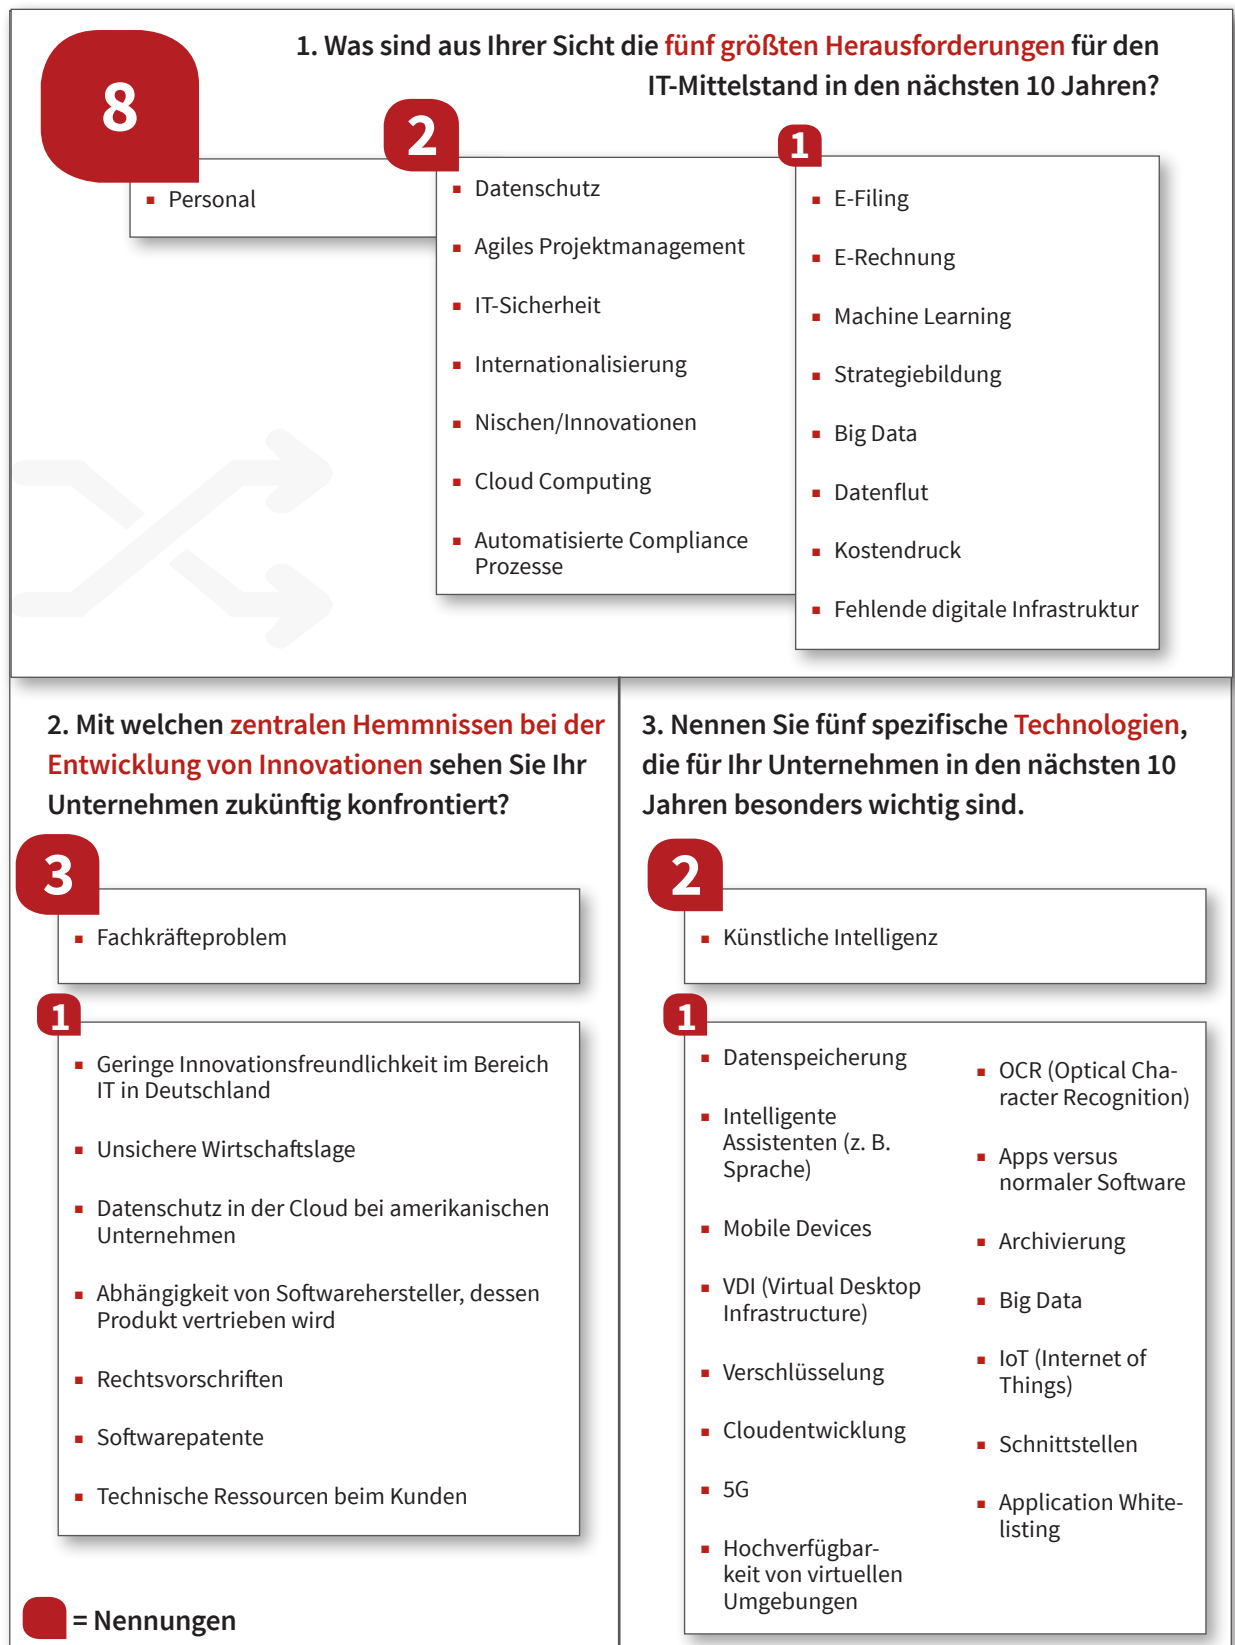 1. Was sind aus Ihrer Sicht die fünf größten Herausforderungen für den
IT-Mittelstand in den nächsten 10 Jahren?
8
Personal
2
Datenschutz
Agiles Projektmanagement
IT-Sicherheit
Internationalisierung
Nischen/Innovationen
Cloud Computing
Automatisierte Compliance
Prozesse
1
E-Filing
E-Rechnung
Machine Learning
Strategiebildung
Big Data
Datenflut
Kostendruck
Fehlende digitale Infrastruktur
2. Mit welchen zentralen Hemmnissen bei der
Entwicklung von Innovationen sehen Sie Ihr
Unternehmen zukünftig konfrontiert?
3
Fachkräfteproblem
1
Geringe Innovationsfreundlichkeit im Bereich
IT in Deutschland
Unsichere Wirtschaftslage
Datenschutz in der Cloud bei amerikanischen
Unternehmen
Abhängigkeit von Softwarehersteller, dessen
Produkt vertrieben wird
Rechtsvorschriften
Softwarepatente
Technische Ressourcen beim Kunden
= Nennungen
3. Nennen Sie fünf spezifische Technologien,
die für Ihr Unternehmen in den nächsten 10
Jahren besonders wichtig sind.
2
Künstliche Intelligenz
1
Datenspeicherung
Intelligente
Assistenten (z. B.
Sprache)
Mobile Devices
VDI (Virtual Desktop
Infrastructure)
Verschlüsselung
Cloudentwicklung
5G
Hochverfügbar-
keit von virtuellen
Umgebungen
OCR (Optical Cha-
racter Recognition)
Apps versus
normaler Software
Archivierung
Big Data
IoT (Internet of
Things)
Schnittstellen
Application White-
listing